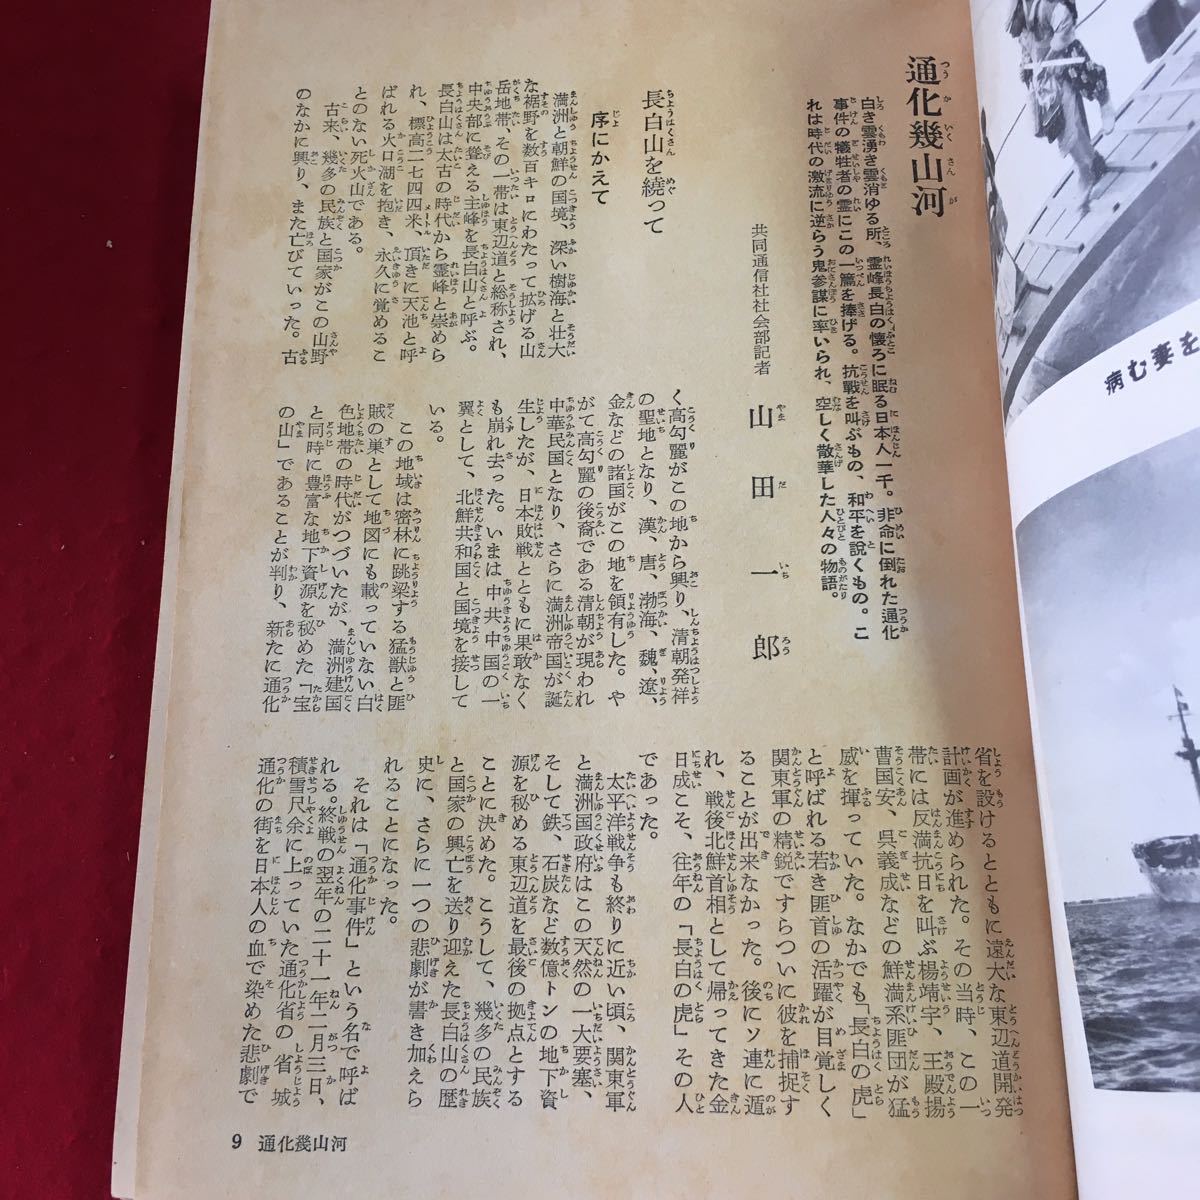 通化幾山河
白き雲湧き雲消ゆる所、霊峰長白の懐ろに眠る日本人一千。非命に倒れた通化
事件の犠牲者の霊にこの一篇を捧げる。抗戦を叫ぶもの、和平を説くもの。こ
れは時代の激流に逆らう鬼参謀に率いられ、空しく散華した人々の物語。
共同通信社社会部記者
山田一郎
長白山を繞って
序にかえて
満洲と朝鮮の国境、深い樹海と壮大
な裾野を数百キロにわたって拡げる山
岳地帯、その一帯は東辺道と総称され、
中央部に聳える主峰を長白山と呼ぶ。
長白山は太古の時代から霊峰と崇めら
れ、標高二七四四米、頂きに天池と呼
ばれる火口湖を抱き、永久に覚めるこ
とのない死火山である。
古来、幾多の民族と国家がこの山野
のなかに興り、また亡びていった。古
く高勾麗がこの地から興り、清朝発祥
の聖地となり、漢、唐、渤海、魏、遼、
金などの諸国がこの地を領有した。や
がて高勾麗の後裔である清朝が現われ
中華民国となり、さらに満洲帝国が誕
生したが、日本敗戦とともに果敢なく
も崩れ去った。いまは中共中国の一
翼として、北鮮共和国と国境を接して
いる。
この地域は密林に跳梁する猛獣と匪
賊の巣として地図にも載っていない白
色地帯の時代がつづいたが、満洲建国
と同時に豊富な地下資源を秘めた「宝
の山」であることが判り、新たに通化
省を設けるとともに遠大な東辺道開発
計画が進められた。その当時、この一
帯には反満抗日を叫ぶ楊靖宇、王殿揚
曹国安、呉義成などの鮮満系匪団が猛
威を揮っていた。なかでも「長白の虎」
と呼ばれる若き匪首の活躍が目覚しく
関東軍の精鋭ですらついに彼を捕捉す
ることが出来なかった。後にソ連に遁
れ、戦後北鮮首相として帰ってきた金
日成こそ、往年の「長白の虎」その人
であった。
太平洋戦争も終りに近い頃、関東軍
と満洲国政府はこの天然の一大要塞、
そして鉄、石炭など数億トンの地下資
源を秘める東辺道を最後の拠点とする
ことに決めた。こうして、幾多の民族
と国家の興亡を送り迎えた長白山の歴
史に、さらに一つの悲劇が書き加えら
れることになった。
それは「通化事件」という名で呼ば
れる。終戦の翌年の二十一年二月三日、
積雪尺余に上っていた通化省の省城
通化の街を日本人の血で染めた悲劇で
9 通化幾山河
病む妻を